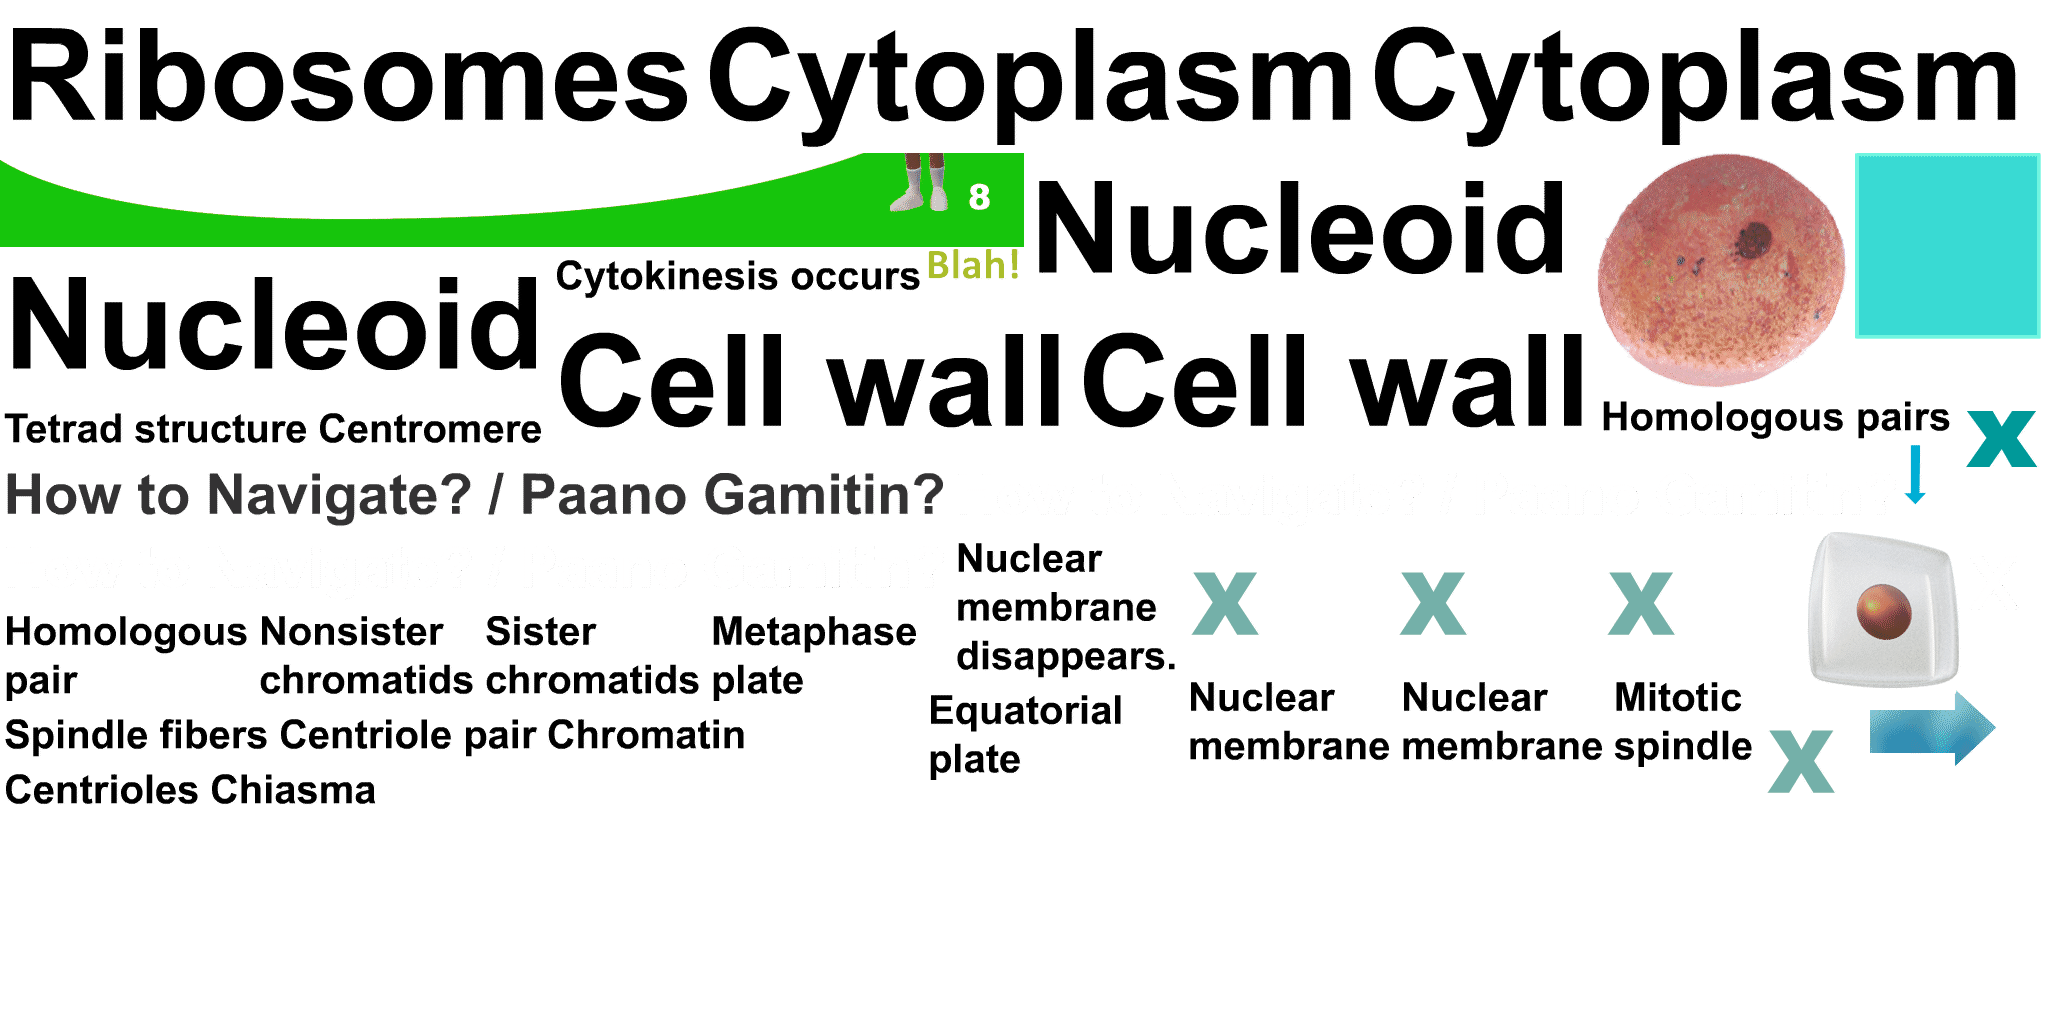 Ribosomes Cytoplasm Cytoplasm
8
Nucleoid
Blah!
Cytokinesis occurs
Nucleoid
Cell wall Cell wall
Homologous pairs
X
Tetrad structure Centromere
How to Navigate? / Paano Gamitin?
How to Navigate? / Paano Gamitin?
How to Navigate? / Paano Gamitin?
Nuclear
membrane
disappears.
X X X
Homologous
pair
Nonsister
chromatids
Sister
chromatids
Metaphase
plate
Equatorial
plate
Nuclear
membrane
Nuclear
membrane
Mitotic
spindle
X
Spindle fibers Centriole pair Chromatin
Centrioles Chiasma